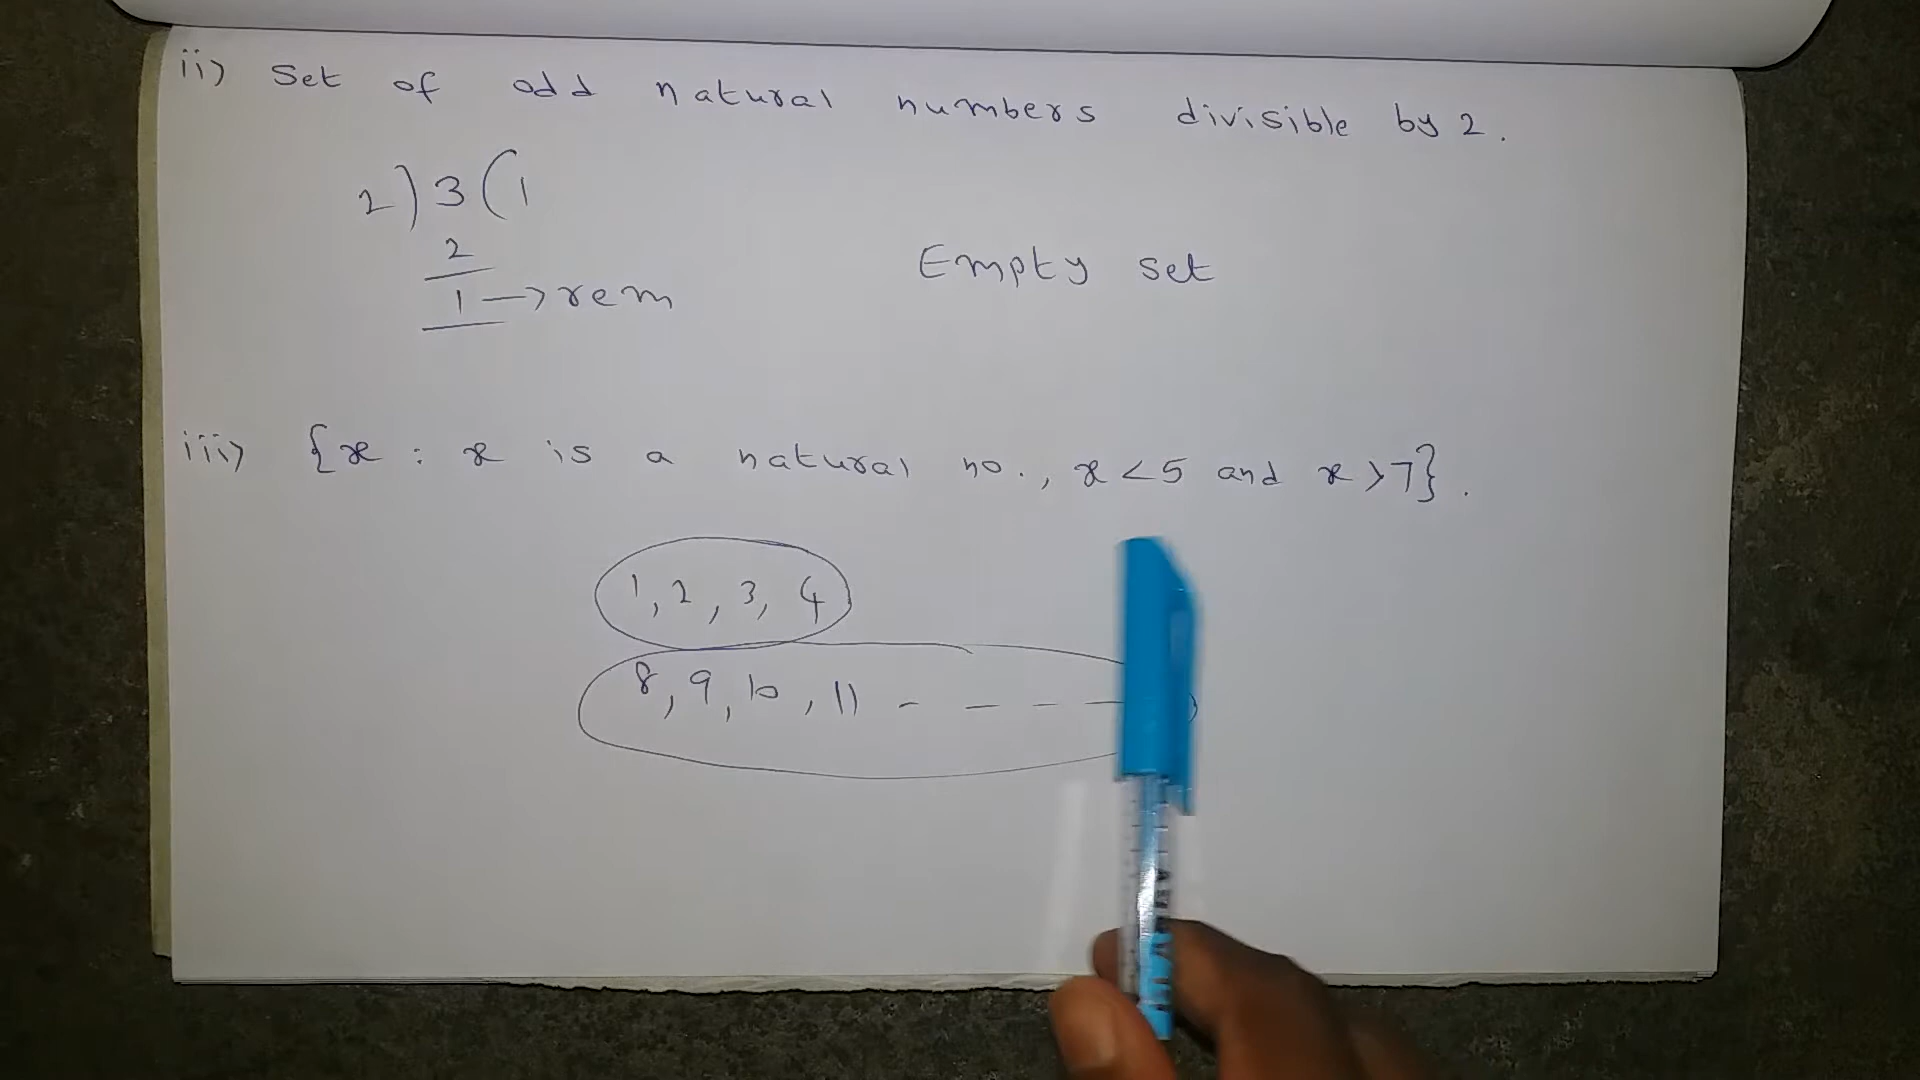 ii) Set of odd natural numbers divisible by 2.
2)3(1
2
1→rem
Empty set
iii) {x : x is a natural no., x<5 and x>7}.
1, 2, 3, 4
8, 9, 10, 11 - - - -